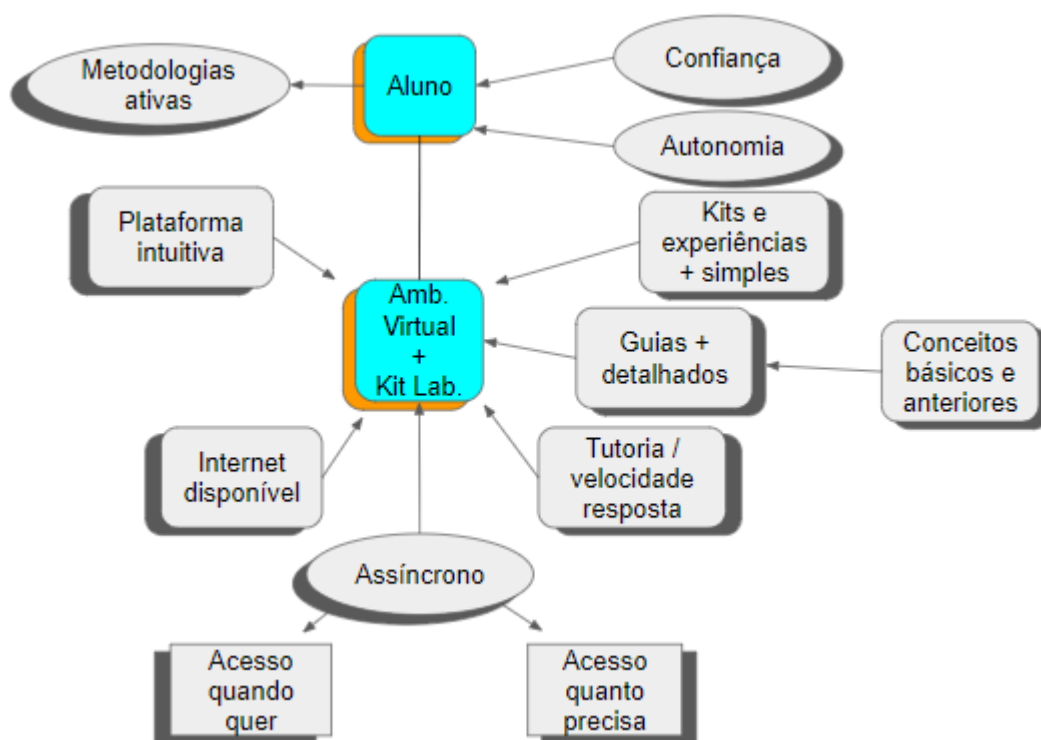 Metodologias
ativas
Aluno
Confiança
Autonomia
Plataforma
intuitiva
Kits e
experiências
+ simples
Amb.
Virtual
+
Kit Lab.
Guias +
detalhados
Conceitos
básicos e
anteriores
Internet
disponível
Tutoria /
velocidade
resposta
Assíncrono
Acesso
quando
quer
Acesso
quanto
precisa